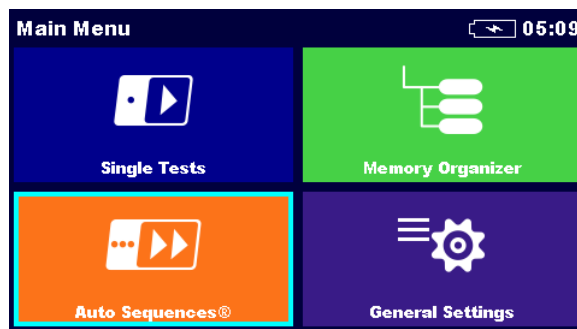 Main Menu 05:09
Single Tests
Memory Organizer
Auto Sequences®
General Settings